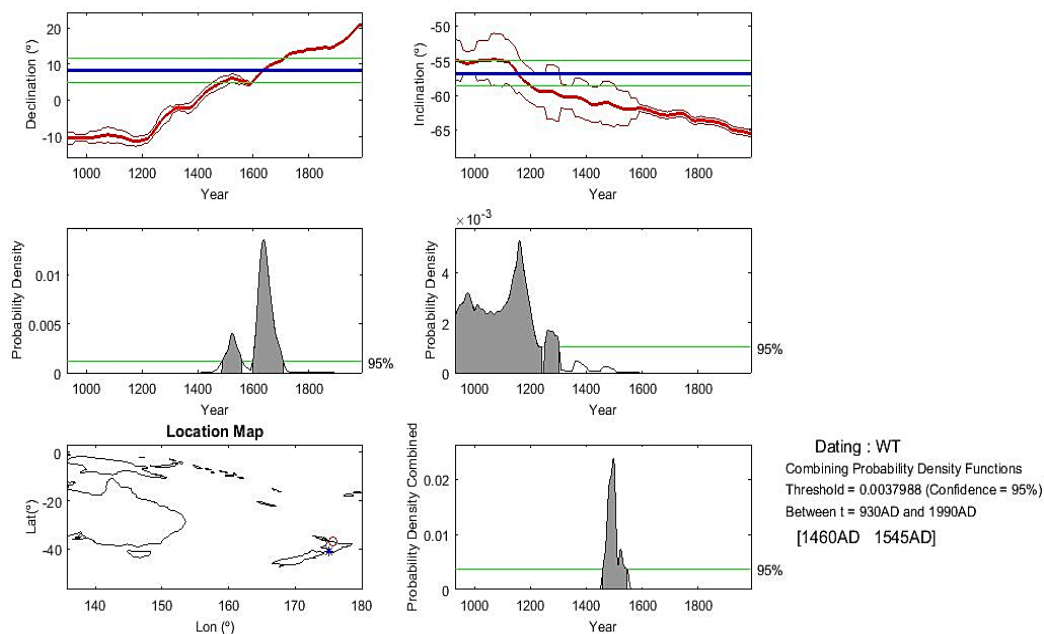 Declination (°)
20
10
0
-10
1000 1200 1400 1600 1800
Year
Inclination (°)
-50
-55
-60
-65
1000 1200 1400 1600 1800
Year
Probability Density
0.01
0.005
0
95%
1000 1200 1400 1600 1800
Year
× 10⁻³
Probability Density
4
2
0
95%
1000 1200 1400 1600 1800
Year
Location Map
Lat(°)
0
-20
-40
140 150 160 170 180
Lon (°)
Probability Density Combined
0.02
0.01
0
95%
1000 1200 1400 1600 1800
Year
Dating : WT
Combining Probability Density Functions
Threshold = 0.0037988 (Confidence = 95%)
Between t = 930AD and 1990AD
[1460AD 1545AD]